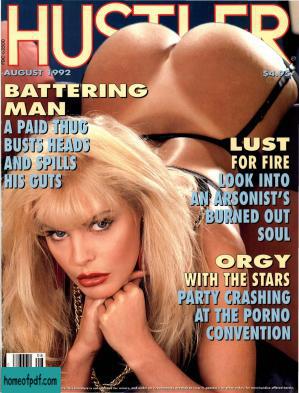 HUSTLER
AUGUST 1992
$4.95
BATTERING
MAN
A PAID THUG
BUSTS HEADS
AND SPILLS
HIS GUTS
LUST
FOR FIRE
LOOK INTO
AN ARSONIST'S
BURNED OUT
SOUL
ORGY
WITH THE STARS
PARTY CRASHING
AT THE PORNO
CONVENTION
homeofpdf.com